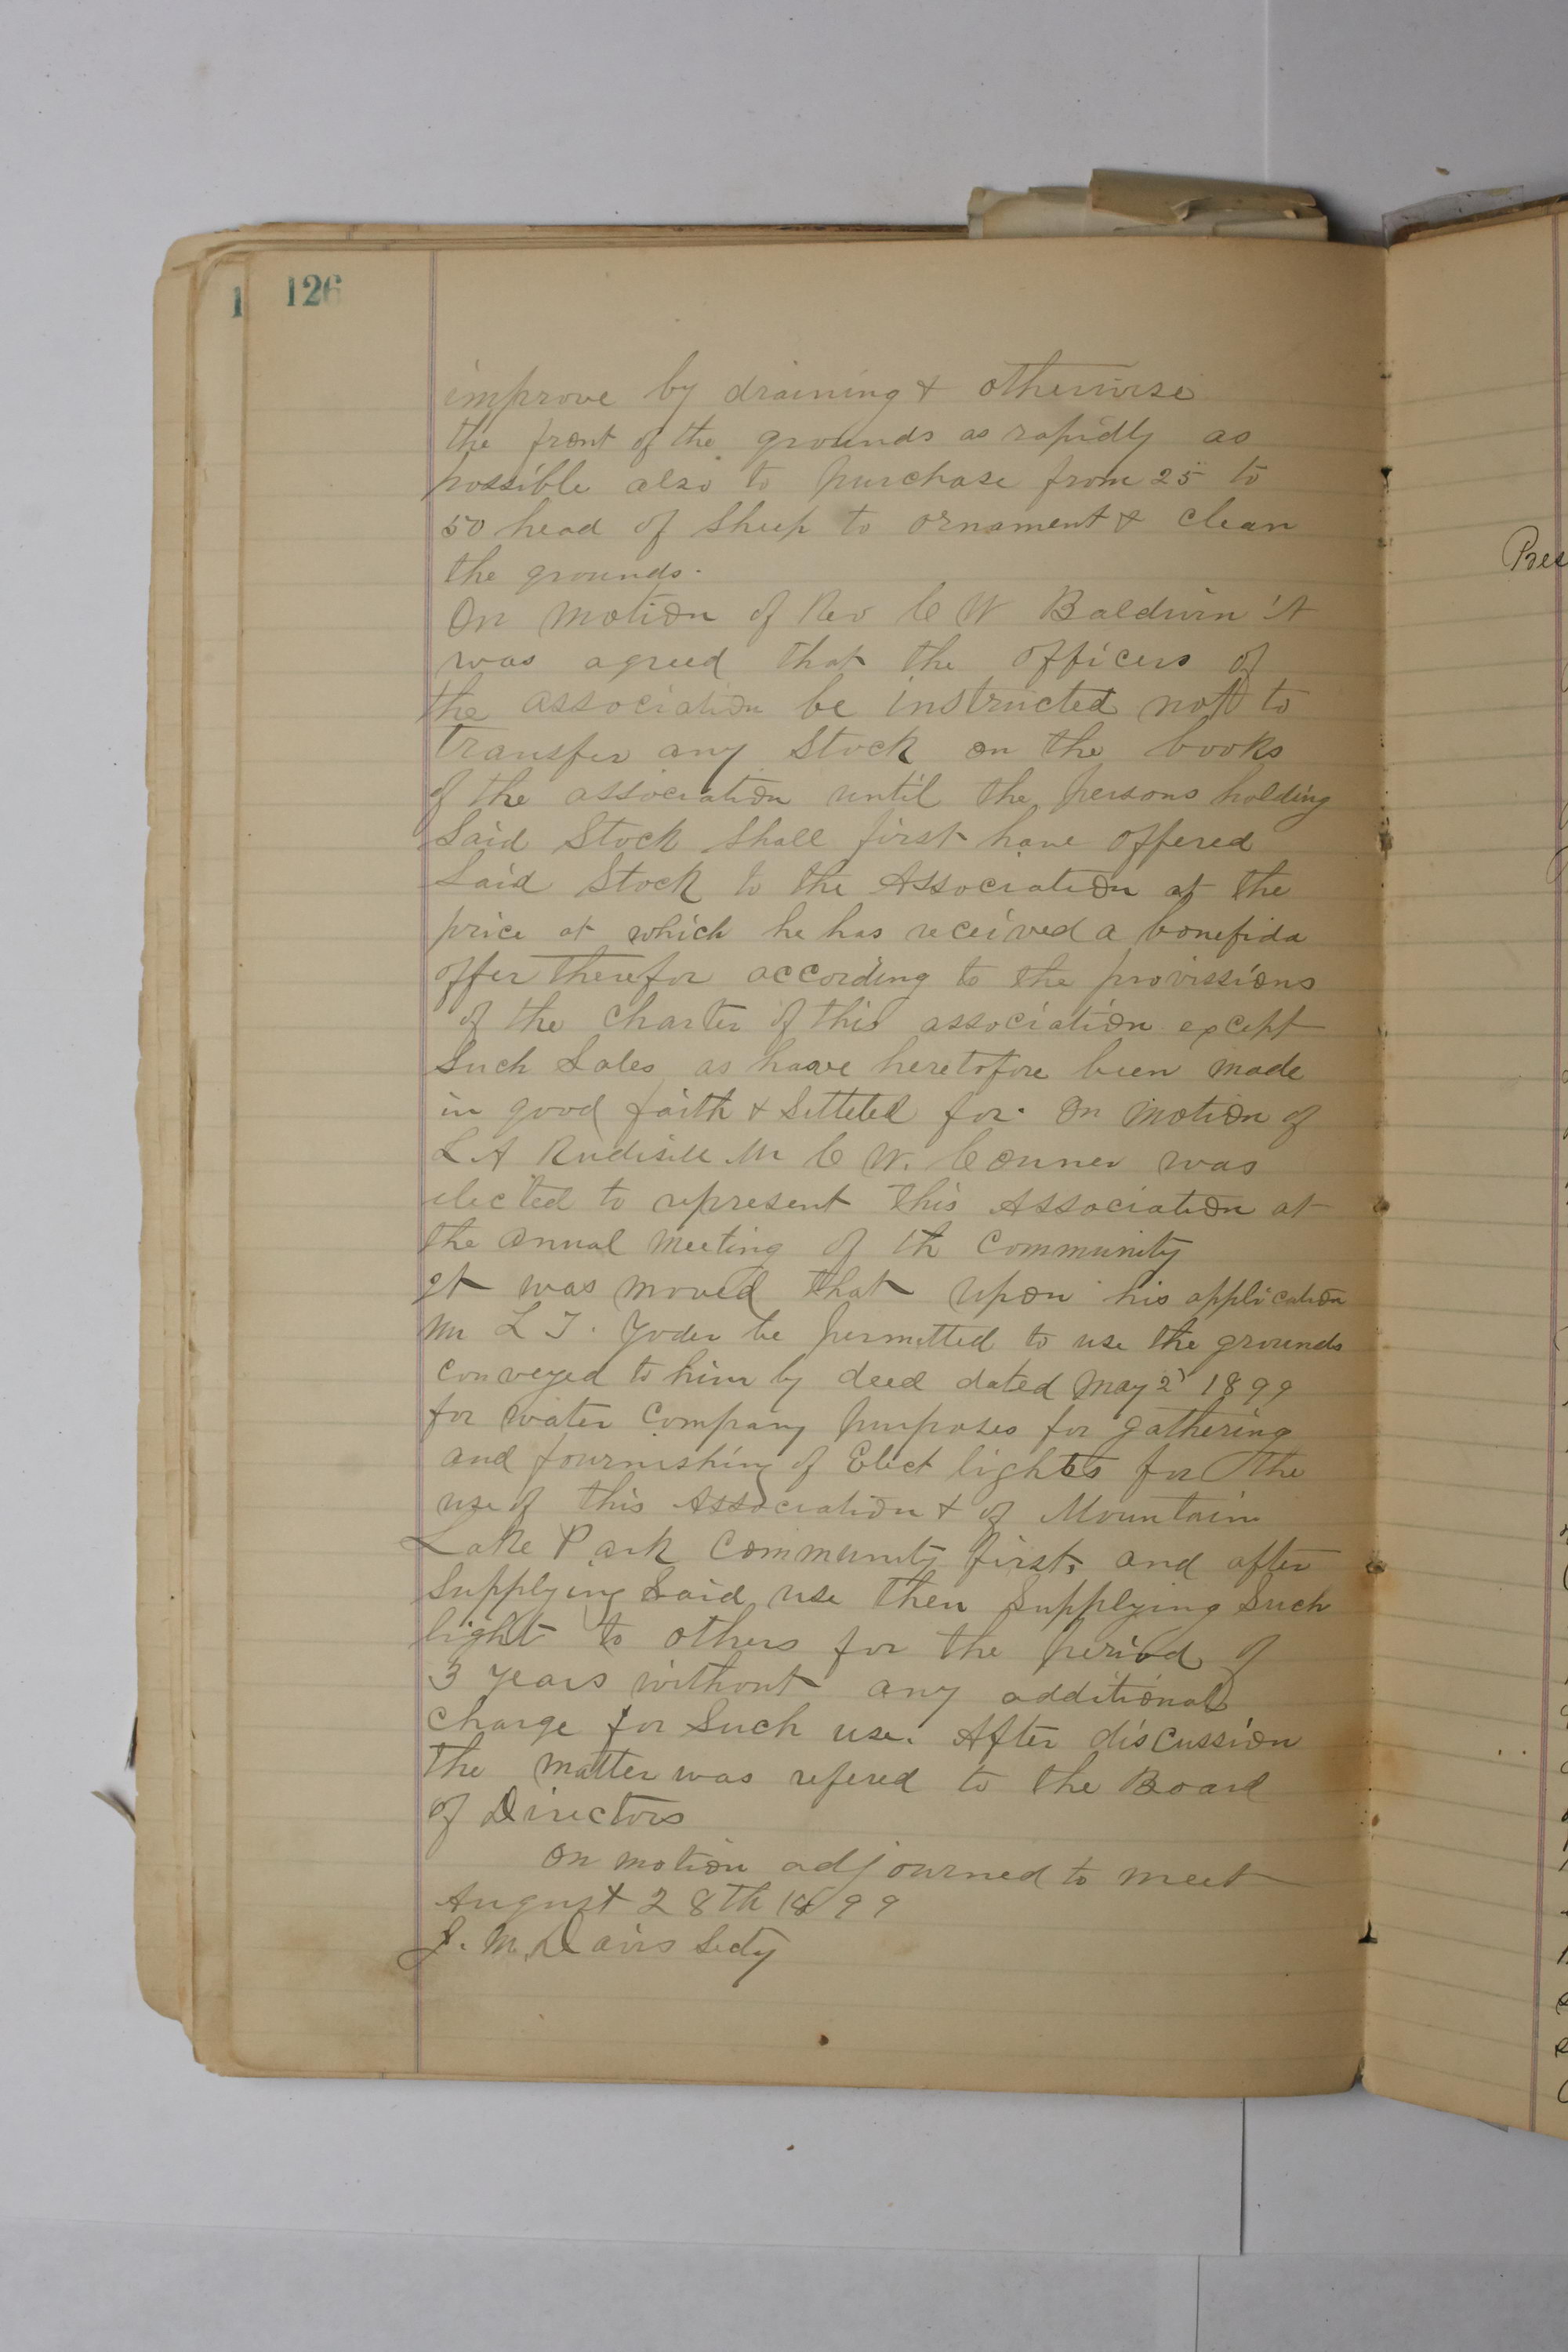 126
improve by draining & otherwise
the front of the grounds as rapidly as
possible also to purchase from 25 to
50 head of Sheep to ornament & clean
the grounds.
On motion of Rev C W Baldwin it
was agreed that the officers of
the association be instructed not to
transfer any Stock on the books
of the association until the persons holding
Said Stock Shall first have offered
Said Stock to the Association at the
price at which he has received a bonefida
offer therefor according to the provissions
of the charter of this association except
Such Sales as have heretofore been made
in good faith & Setteled for. On motion of
L A Rudisill Mr C W. Conner was
elected to represent this Association at
the annual meeting of th Community
It was moved that upon his application
Mr L T. Yoder be permitted to use the grounds
conveyed to him by deed dated May 2 1899
for water Company purposes for gathering
and fournishing of Elect lights for the
use of this Association & of Mountain
Lake Park Community first, and after
Supplying Said use then Supplying Such
light to others for the period of
3 years without any additional
charge for Such use. After discussion
the matter was refered to the Board
of Directors
On motion adjourned to meet
August 28th 1899
J. M. Davis Secty
Pres